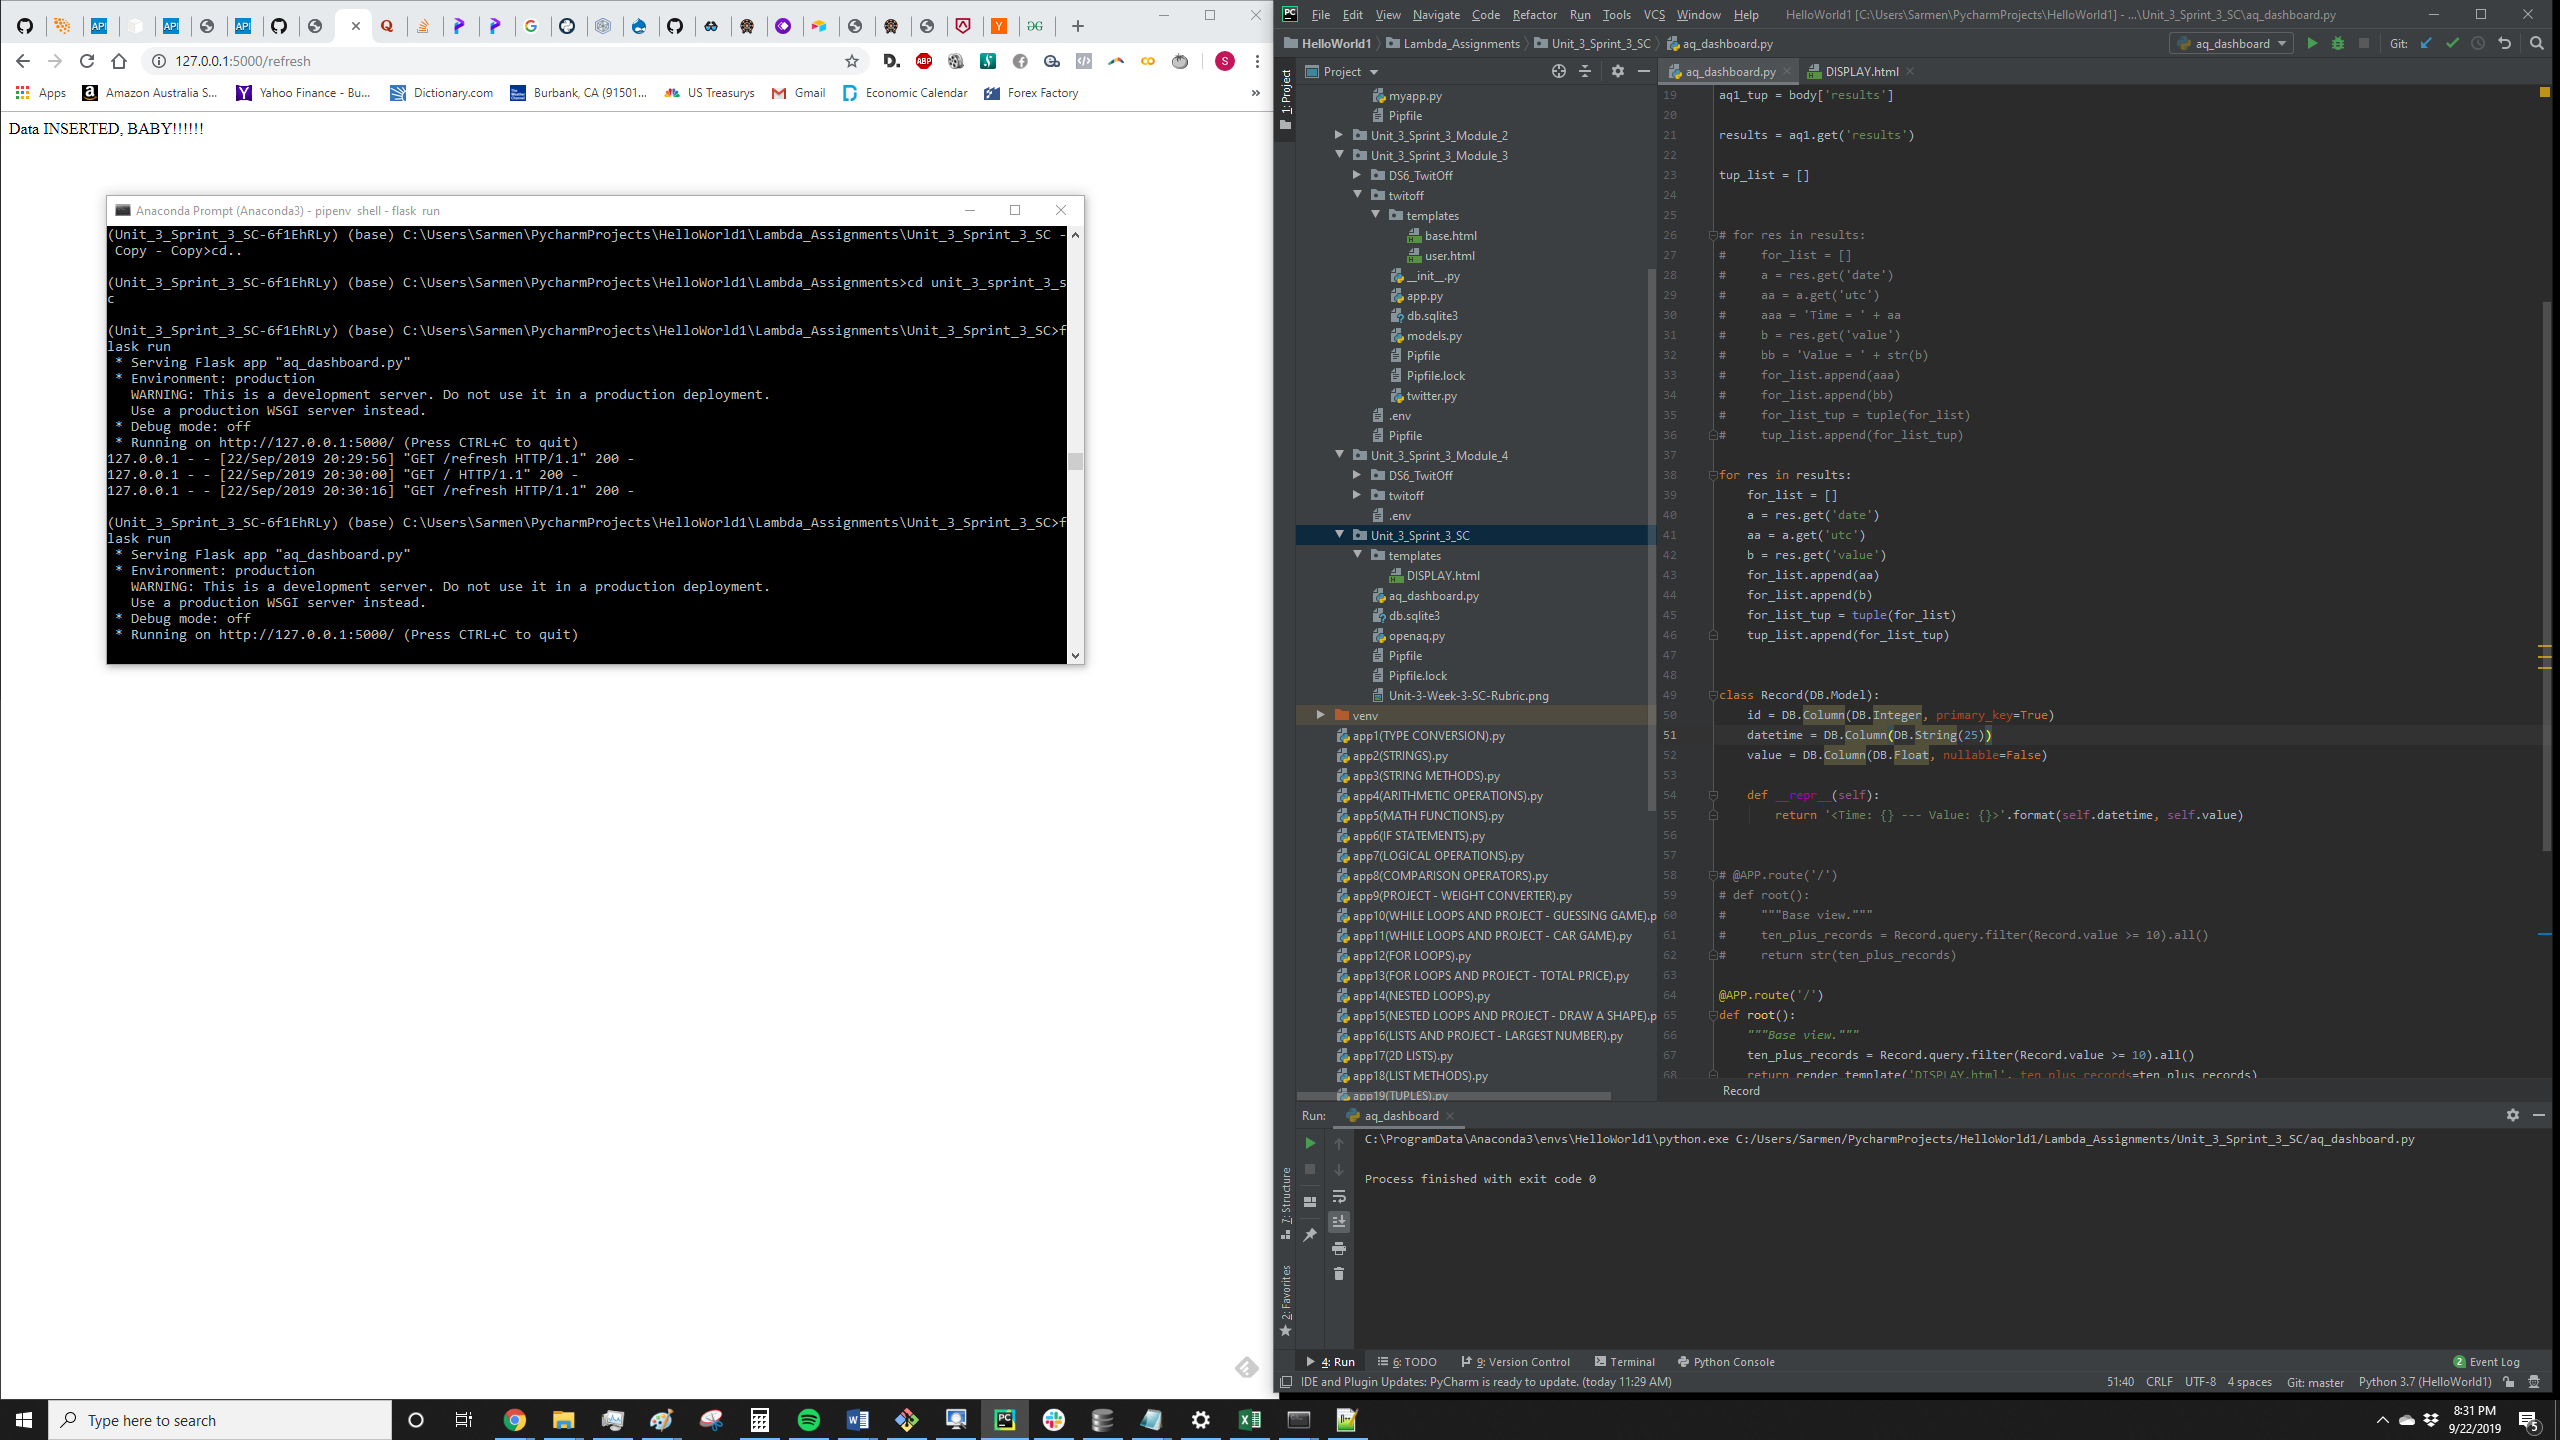 127.0.0.1:5000/refresh
Apps
Amazon Australia S...
Yahoo Finance - Bu...
Dictionary.com
Burbank, CA (91501...
US Treasurys
Gmail
Economic Calendar
Forex Factory
»
Data INSERTED, BABY!!!!!!
Anaconda Prompt (Anaconda3) - pipenv shell - flask run
(Unit_3_Sprint_3_SC-6f1EhRLy) (base) C:\Users\Sarmen\PycharmProjects\HelloWorld1\Lambda_Assignments\Unit_3_Sprint_3_SC -
Copy - Copy>cd..
(Unit_3_Sprint_3_SC-6f1EhRLy) (base) C:\Users\Sarmen\PycharmProjects\HelloWorld1\Lambda_Assignments>cd unit_3_sprint_3_s
c
(Unit_3_Sprint_3_SC-6f1EhRLy) (base) C:\Users\Sarmen\PycharmProjects\HelloWorld1\Lambda_Assignments\Unit_3_Sprint_3_SC>f
lask run
* Serving Flask app "aq_dashboard.py"
* Environment: production
WARNING: This is a development server. Do not use it in a production deployment.
Use a production WSGI server instead.
* Debug mode: off
* Running on http://127.0.0.1:5000/ (Press CTRL+C to quit)
127.0.0.1 - - [22/Sep/2019 20:29:56] "GET /refresh HTTP/1.1" 200 -
127.0.0.1 - - [22/Sep/2019 20:30:00] "GET / HTTP/1.1" 200 -
127.0.0.1 - - [22/Sep/2019 20:30:16] "GET /refresh HTTP/1.1" 200 -
(Unit_3_Sprint_3_SC-6f1EhRLy) (base) C:\Users\Sarmen\PycharmProjects\HelloWorld1\Lambda_Assignments\Unit_3_Sprint_3_SC>f
lask run
* Serving Flask app "aq_dashboard.py"
* Environment: production
WARNING: This is a development server. Do not use it in a production deployment.
Use a production WSGI server instead.
* Debug mode: off
* Running on http://127.0.0.1:5000/ (Press CTRL+C to quit)
File Edit View Navigate Code Refactor Run Tools VCS Window Help HelloWorld1 [C:\Users\Sarmen\PycharmProjects\HelloWorld1] - ...\Unit_3_Sprint_3_SC\aq_dashboard.py
HelloWorld1 Lambda_Assignments Unit_3_Sprint_3_SC aq_dashboard.py
aq_dashboard
Git:
1: Project
Project
aq_dashboard.py
DISPLAY.html
myapp.py
Pipfile
Unit_3_Sprint_3_Module_2
Unit_3_Sprint_3_Module_3
DS6_TwitOff
twitoff
templates
base.html
user.html
__init__.py
app.py
db.sqlite3
models.py
Pipfile
Pipfile.lock
twitter.py
.env
Pipfile
Unit_3_Sprint_3_Module_4
DS6_TwitOff
twitoff
.env
Unit_3_Sprint_3_SC
templates
DISPLAY.html
aq_dashboard.py
db.sqlite3
openaq.py
Pipfile
Pipfile.lock
Unit-3-Week-3-SC-Rubric.png
venv
app1(TYPE CONVERSION).py
app2(STRINGS).py
app3(STRING METHODS).py
app4(ARITHMETIC OPERATIONS).py
app5(MATH FUNCTIONS).py
app6(IF STATEMENTS).py
app7(LOGICAL OPERATIONS).py
app8(COMPARISON OPERATORS).py
app9(PROJECT - WEIGHT CONVERTER).py
app10(WHILE LOOPS AND PROJECT - GUESSING GAME).p
app11(WHILE LOOPS AND PROJECT - CAR GAME).py
app12(FOR LOOPS).py
app13(FOR LOOPS AND PROJECT - TOTAL PRICE).py
app14(NESTED LOOPS).py
app15(NESTED LOOPS AND PROJECT - DRAW A SHAPE).p
app16(LISTS AND PROJECT - LARGEST NUMBER).py
app17(2D LISTS).py
app18(LIST METHODS).py
app19(TUPLES).py
19 aq1_tup = body['results']
20
21 results = aq1.get('results')
22
23 tup_list = []
24
25
26 # for res in results:
27 #     for_list = []
28 #     a = res.get('date')
29 #     aa = a.get('utc')
30 #     aaa = 'Time = ' + aa
31 #     b = res.get('value')
32 #     bb = 'Value = ' + str(b)
33 #     for_list.append(aaa)
34 #     for_list.append(bb)
35 #     for_list_tup = tuple(for_list)
36 #     tup_list.append(for_list_tup)
37
38 for res in results:
39     for_list = []
40     a = res.get('date')
41     aa = a.get('utc')
42     b = res.get('value')
43     for_list.append(aa)
44     for_list.append(b)
45     for_list_tup = tuple(for_list)
46     tup_list.append(for_list_tup)
47
48
49 class Record(DB.Model):
50     id = DB.Column(DB.Integer, primary_key=True)
51     datetime = DB.Column(DB.String(25))
52     value = DB.Column(DB.Float, nullable=False)
53
54     def __repr__(self):
55         return '<Time: {} --- Value: {}>'.format(self.datetime, self.value)
56
57
58 # @APP.route('/')
59 # def root():
60 #     """Base view."""
61 #     ten_plus_records = Record.query.filter(Record.value >= 10).all()
62 #     return str(ten_plus_records)
63
64 @APP.route('/')
65 def root():
66     """Base view."""
67     ten_plus_records = Record.query.filter(Record.value >= 10).all()
68     return render_template('DISPLAY.html', ten_plus_records=ten_plus_records)
Record
Run: aq_dashboard
C:\ProgramData\Anaconda3\envs\HelloWorld1\python.exe C:/Users/Sarmen/PycharmProjects/HelloWorld1/Lambda_Assignments/Unit_3_Sprint_3_SC/aq_dashboard.py
Process finished with exit code 0
7: Structure
2: Favorites
4: Run 6: TODO 9: Version Control Terminal Python Console 2 Event Log
IDE and Plugin Updates: PyCharm is ready to update. (today 11:29 AM) 51:40 CRLF UTF-8 4 spaces Git: master Python 3.7 (HelloWorld1)
Type here to search
8:31 PM
9/22/2019
5